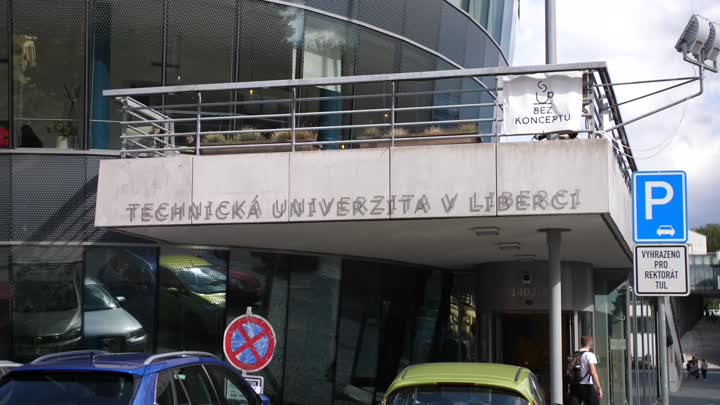 BEZ
KONCEPTU
TECHNICKÁ UNIVERZITA V LIBERCI
P
VYHRAZENO
PRO
REKTORÁT
TUL